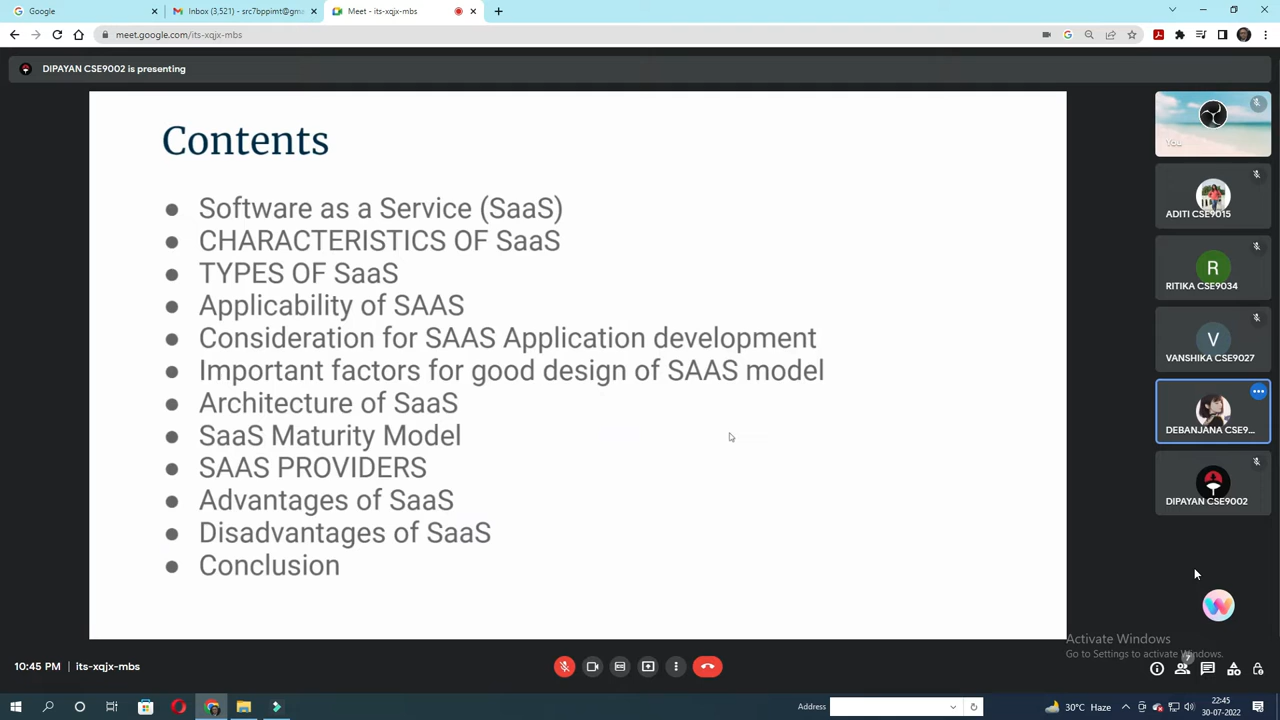 Google
Inbox (3,521) - src7bppimt@gma
Meet - its-xqjx-mbs
meet.google.com/its-xqjx-mbs
DIPAYAN CSE9002 is presenting
Contents
● Software as a Service (SaaS)
● CHARACTERISTICS OF SaaS
● TYPES OF SaaS
● Applicability of SAAS
● Consideration for SAAS Application development
● Important factors for good design of SAAS model
● Architecture of SaaS
● SaaS Maturity Model
● SAAS PROVIDERS
● Advantages of SaaS
● Disadvantages of SaaS
● Conclusion
You
ADITI CSE9015
R
RITIKA CSE9034
V
VANSHIKA CSE9027
DEBANJANA CSE9...
DIPAYAN CSE9002
Activate Windows
Go to Settings to activate Windows.
10:45 PM | its-xqjx-mbs
7
Address
30°C Haze
22:45
30-07-2022